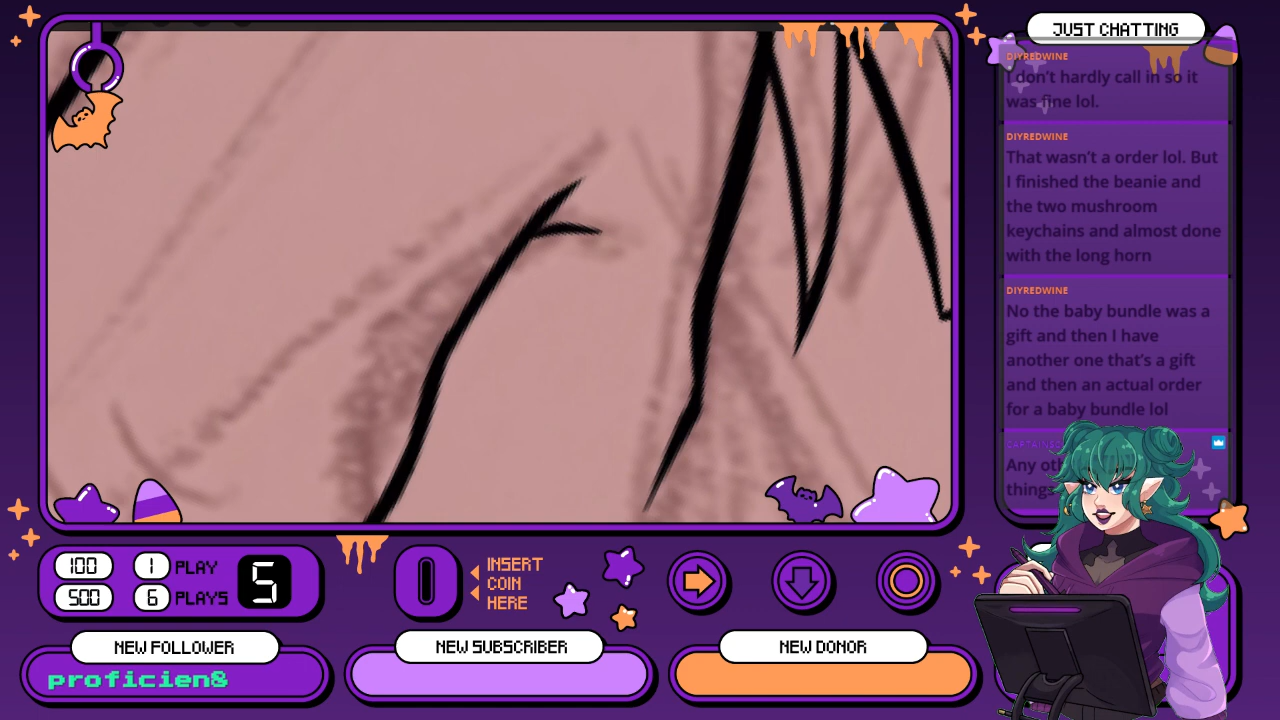 JUST CHATTING
DIYREDWINE
I don't hardly call in so it
was fine lol.
DIYREDWINE
That wasn't a order lol. But
I finished the beanie and
the two mushroom
keychains and almost done
with the long horn
DIYREDWINE
No the baby bundle was a
gift and then I have
another one that's a gift
and then an actual order
for a baby bundle lol
Any
things
100
1 PLAY
500
6 PLAYS
5
INSERT
COIN
HERE
NEW FOLLOWER
NEW SUBSCRIBER
NEW DONOR
proficien&